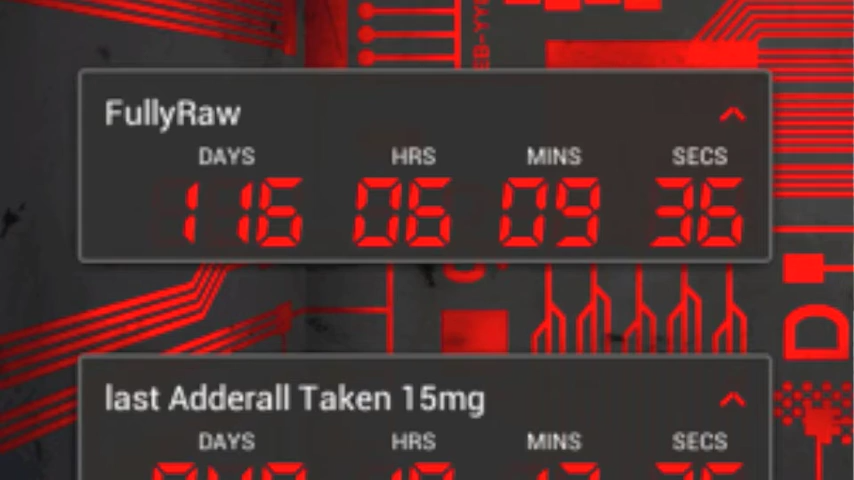 FullyRaw
DAYS HRS MINS SECS
116 06 09 36
last Adderall Taken 15mg
DAYS HRS MINS SECS